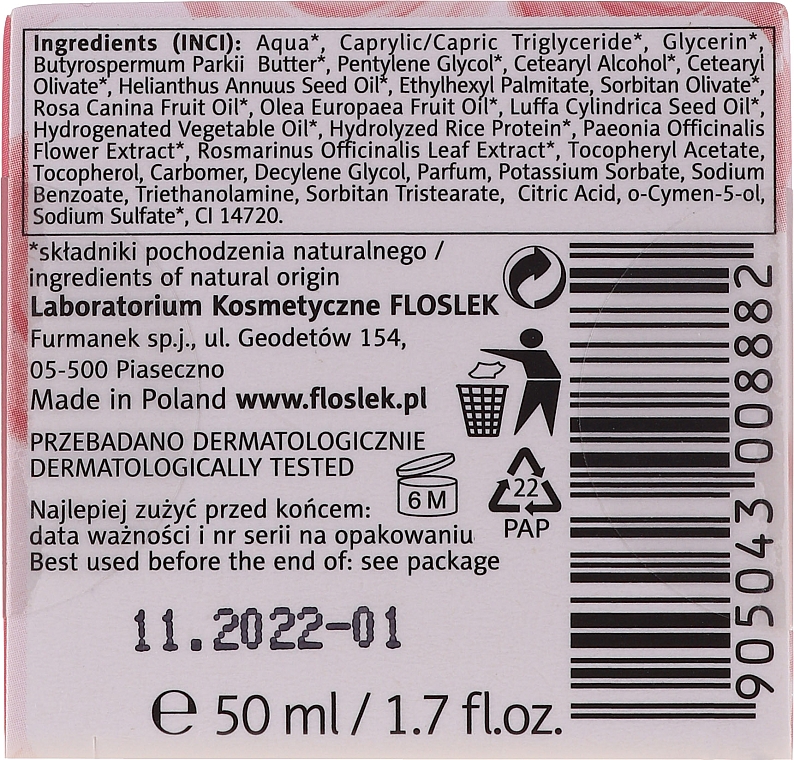 Ingredients (INCI): Aqua*, Caprylic/Capric Triglyceride*, Glycerin*,
Butyrospermum Parkii Butter*, Pentylene Glycol*, Cetearyl Alcohol*, Cetearyl
Olivate*, Helianthus Annuus Seed Oil*, Ethylhexyl Palmitate, Sorbitan Olivate*,
Rosa Canina Fruit Oil*, Olea Europaea Fruit Oil*, Luffa Cylindrica Seed Oil*,
Hydrogenated Vegetable Oil*, Hydrolyzed Rice Protein*, Paeonia Officinalis
Flower Extract*, Rosmarinus Officinalis Leaf Extract*, Tocopheryl Acetate,
Tocopherol, Carbomer, Decylene Glycol, Parfum, Potassium Sorbate, Sodium
Benzoate, Triethanolamine, Sorbitan Tristearate, Citric Acid, o-Cymen-5-ol,
Sodium Sulfate*, CI 14720.
*składniki pochodzenia naturalnego /
ingredients of natural origin
Laboratorium Kosmetyczne FLOSLEK
Furmanek sp.j., ul. Geodetów 154,
05-500 Piaseczno
Made in Poland www.floslek.pl
PRZEBADANO DERMATOLOGICZNIE
DERMATOLOGICALLY TESTED
6 M
22
PAP
Najlepiej zużyć przed końcem:
data ważności i nr serii na opakowaniu
Best used before the end of: see package
11.2022-01
e 50 ml / 1.7 fl.oz.
905043 008882